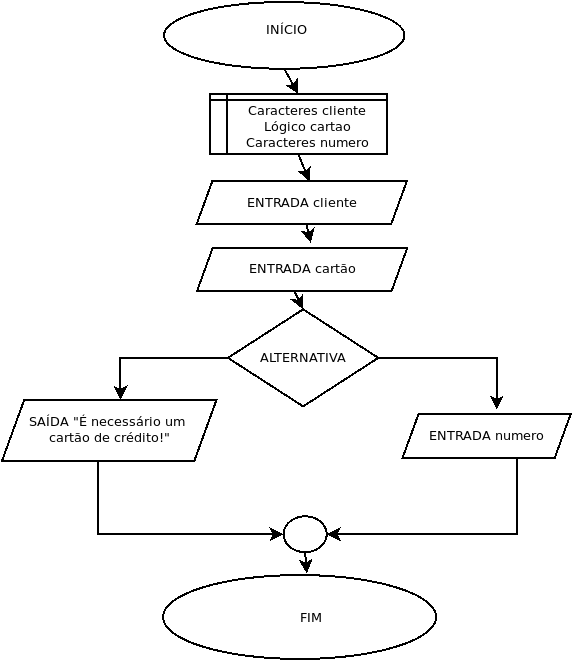 INÍCIO
Caracteres cliente
Lógico cartao
Caracteres numero
ENTRADA cliente
ENTRADA cartão
ALTERNATIVA
SAÍDA "É necessário um
cartão de crédito!"
ENTRADA numero
FIM